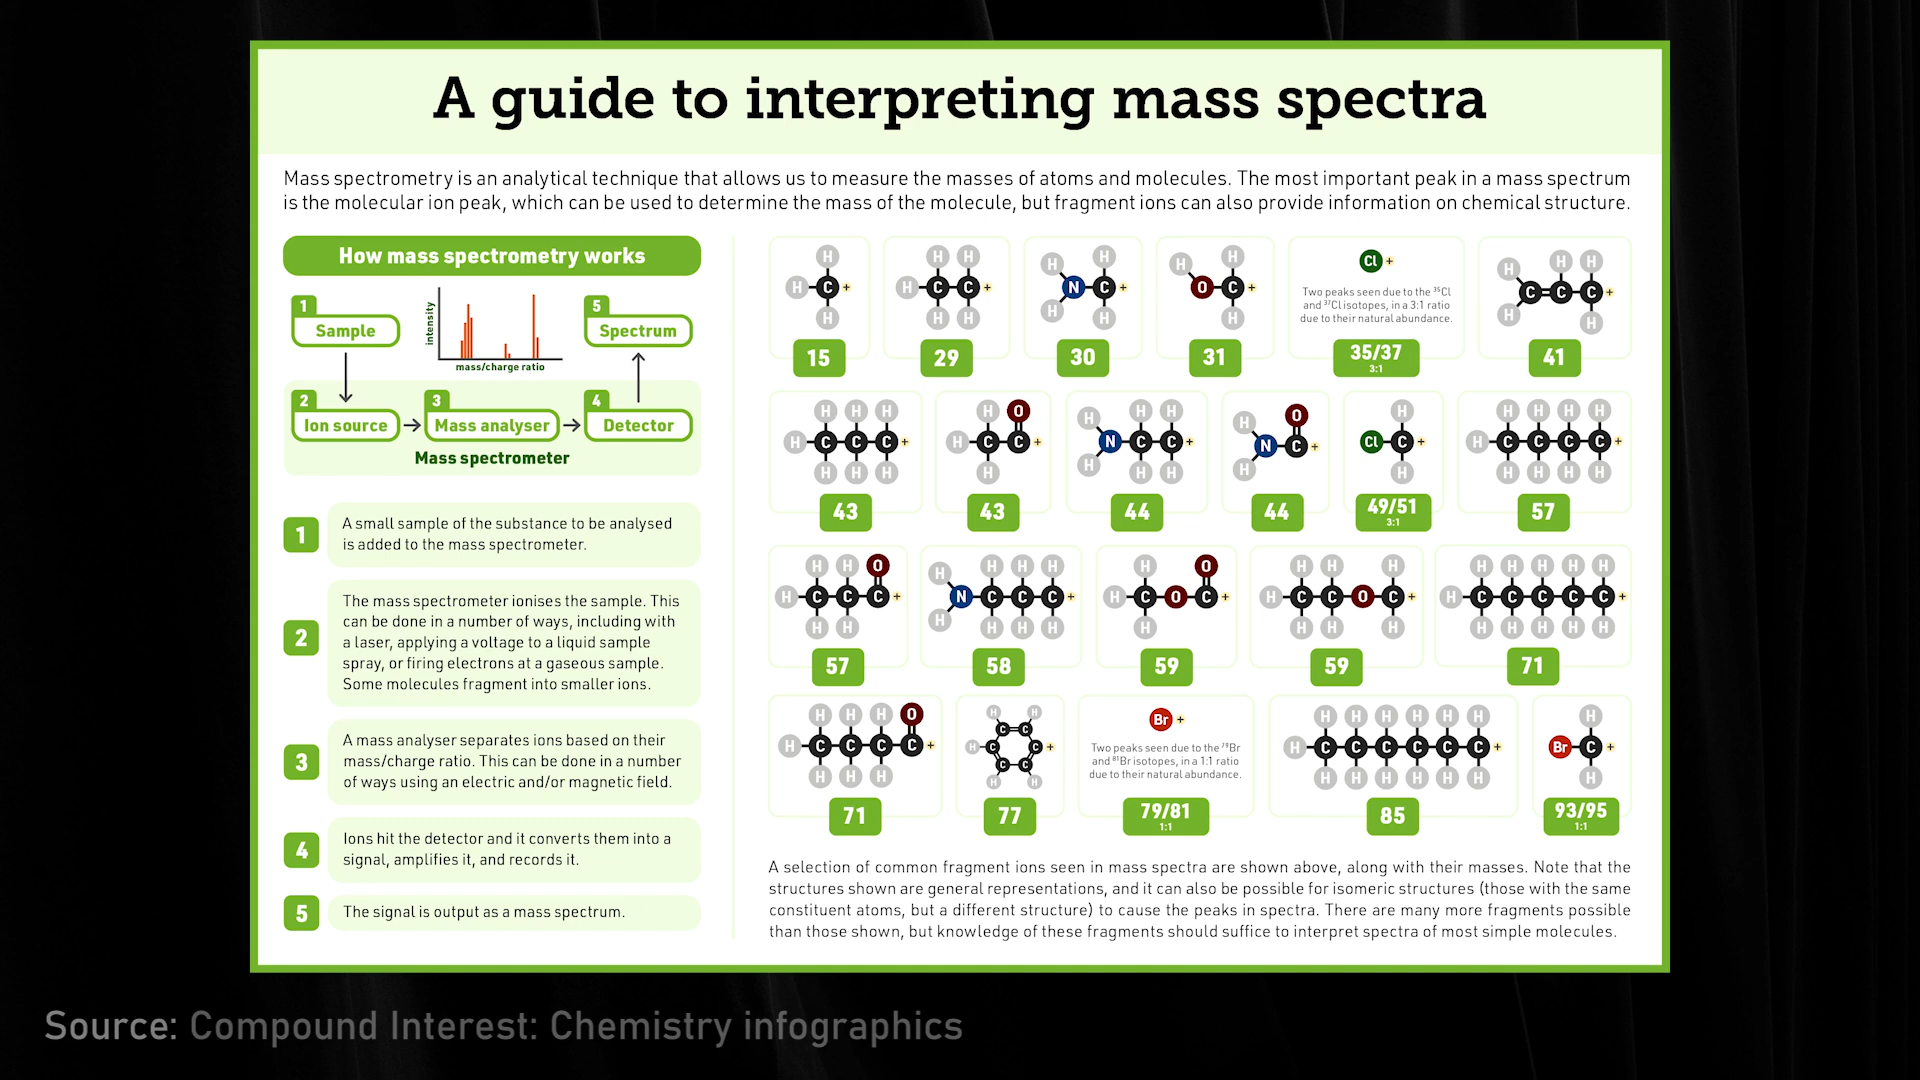 A guide to interpreting mass spectra
Mass spectrometry is an analytical technique that allows us to measure the masses of atoms and molecules. The most important peak in a mass spectrum
is the molecular ion peak, which can be used to determine the mass of the molecule, but fragment ions can also provide information on chemical structure.
How mass spectrometry works
1
Sample
intensity
mass/charge ratio
5
Spectrum
2
Ion source
3
Mass analyser
4
Detector
Mass spectrometer
1
A small sample of the substance to be analysed
is added to the mass spectrometer.
2
The mass spectrometer ionises the sample. This
can be done in a number of ways, including with
a laser, applying a voltage to a liquid sample
spray, or firing electrons at a gaseous sample.
Some molecules fragment into smaller ions.
3
A mass analyser separates ions based on their
mass/charge ratio. This can be done in a number
of ways using an electric and/or magnetic field.
4
Ions hit the detector and it converts them into a
signal, amplifies it, and records it.
5
The signal is output as a mass spectrum.
H
H C +
H
15
H H
H C C +
H H
29
H H
N C +
H H
30
H H
O C +
H
31
Cl +
Two peaks seen due to the ³⁵Cl
and ³⁷Cl isotopes, in a 3:1 ratio
due to their natural abundance.
35/37
3:1
H H H
C C C +
H H
41
H H H
H C C C +
H H H
43
H O
H C C +
H
43
H H H
N C C +
H H H
44
H O
N C +
H
44
H
Cl C +
H
49/51
3:1
H H H H
H C C C C +
H H H H
57
H H O
H C C C +
H H
57
H H H H
N C C C +
H H H H
58
H O
H C O C +
H
59
H H H
H C C O C +
H H H
59
H H H H H
H C C C C C +
H H H H H
71
H H H O
H C C C C +
H H H
71
H H
C C
H C C +
C C
H H
77
Br +
Two peaks seen due to the ⁷⁹Br
and ⁸¹Br isotopes, in a 1:1 ratio
due to their natural abundance.
79/81
1:1
H H H H H H
H C C C C C C +
H H H H H H
85
H
Br C +
H
93/95
1:1
A selection of common fragment ions seen in mass spectra are shown above, along with their masses. Note that the
structures shown are general representations, and it can also be possible for isomeric structures (those with the same
constituent atoms, but a different structure) to cause the peaks in spectra. There are many more fragments possible
than those shown, but knowledge of these fragments should suffice to interpret spectra of most simple molecules.
Source: Compound Interest: Chemistry infographics